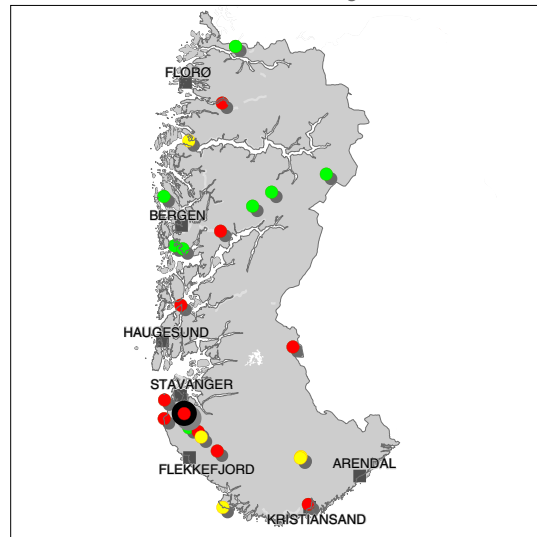 FLORØ
BERGEN
HAUGESUND
STAVANGER
FLEKKEFJORD
ARENDAL
KRISTIANSAND